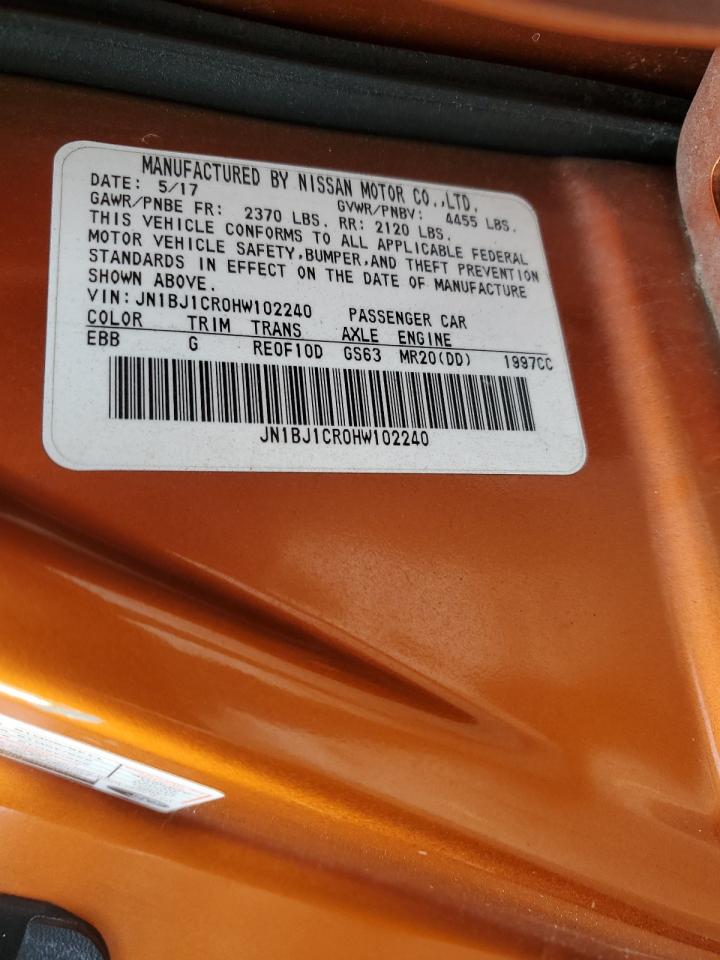 MANUFACTURED BY NISSAN MOTOR CO.,LTD.
DATE: 5/17 GVWR/PNBV: 4455 LBS.
GAWR/PNBE FR: 2370 LBS. RR: 2120 LBS.
THIS VEHICLE CONFORMS TO ALL APPLICABLE FEDERAL
MOTOR VEHICLE SAFETY,BUMPER,AND THEFT PREVENTION
STANDARDS IN EFFECT ON THE DATE OF MANUFACTURE
SHOWN ABOVE.
VIN: JN1BJ1CR0HW102240 PASSENGER CAR
COLOR TRIM TRANS AXLE ENGINE
EBB G RE0F10D GS63 MR20(DD) 1997CC
JN1BJ1CR0HW102240